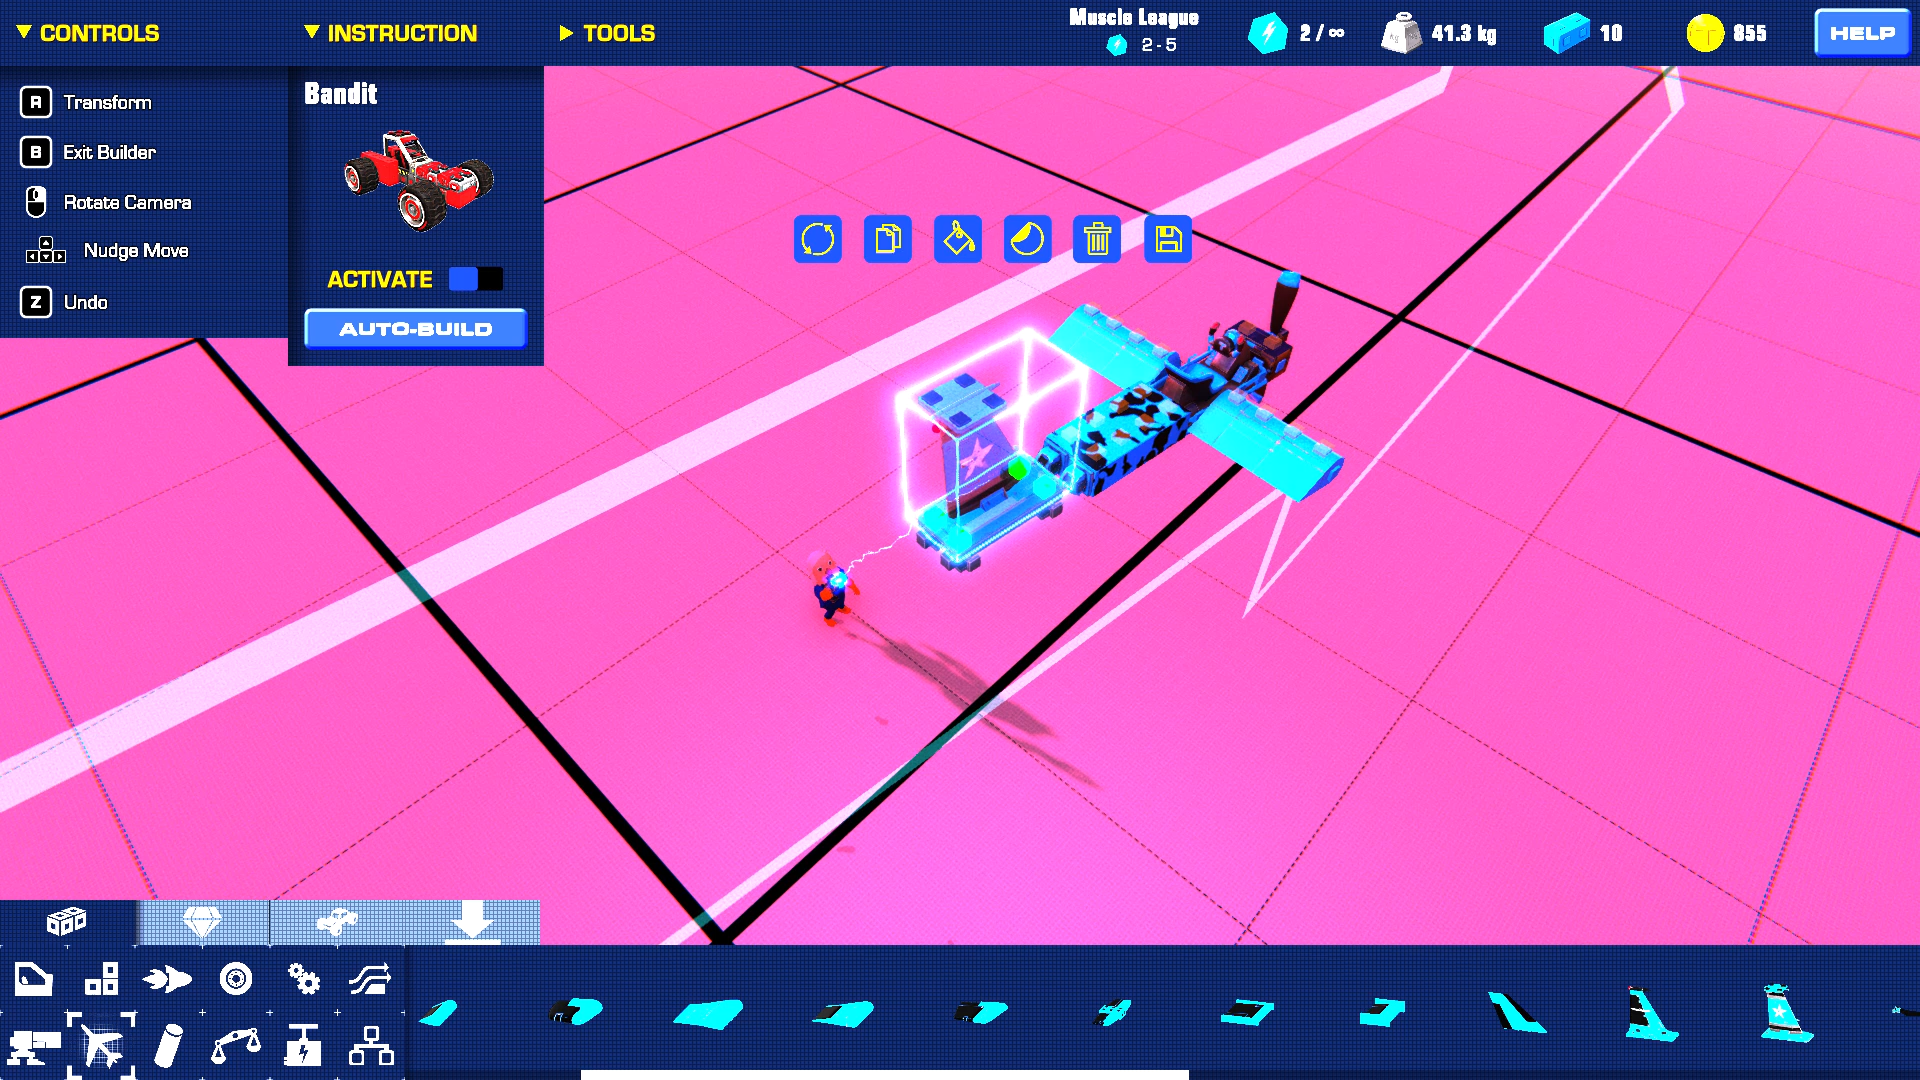 CONTROLS
INSTRUCTION
TOOLS
Muscle League
2 - 5
2 / ∞
41.3 kg
10
855
HELP
A Transform
B Exit Builder
Rotate Camera
Nudge Move
Z Undo
Bandit
ACTIVATE
AUTO-BUILD